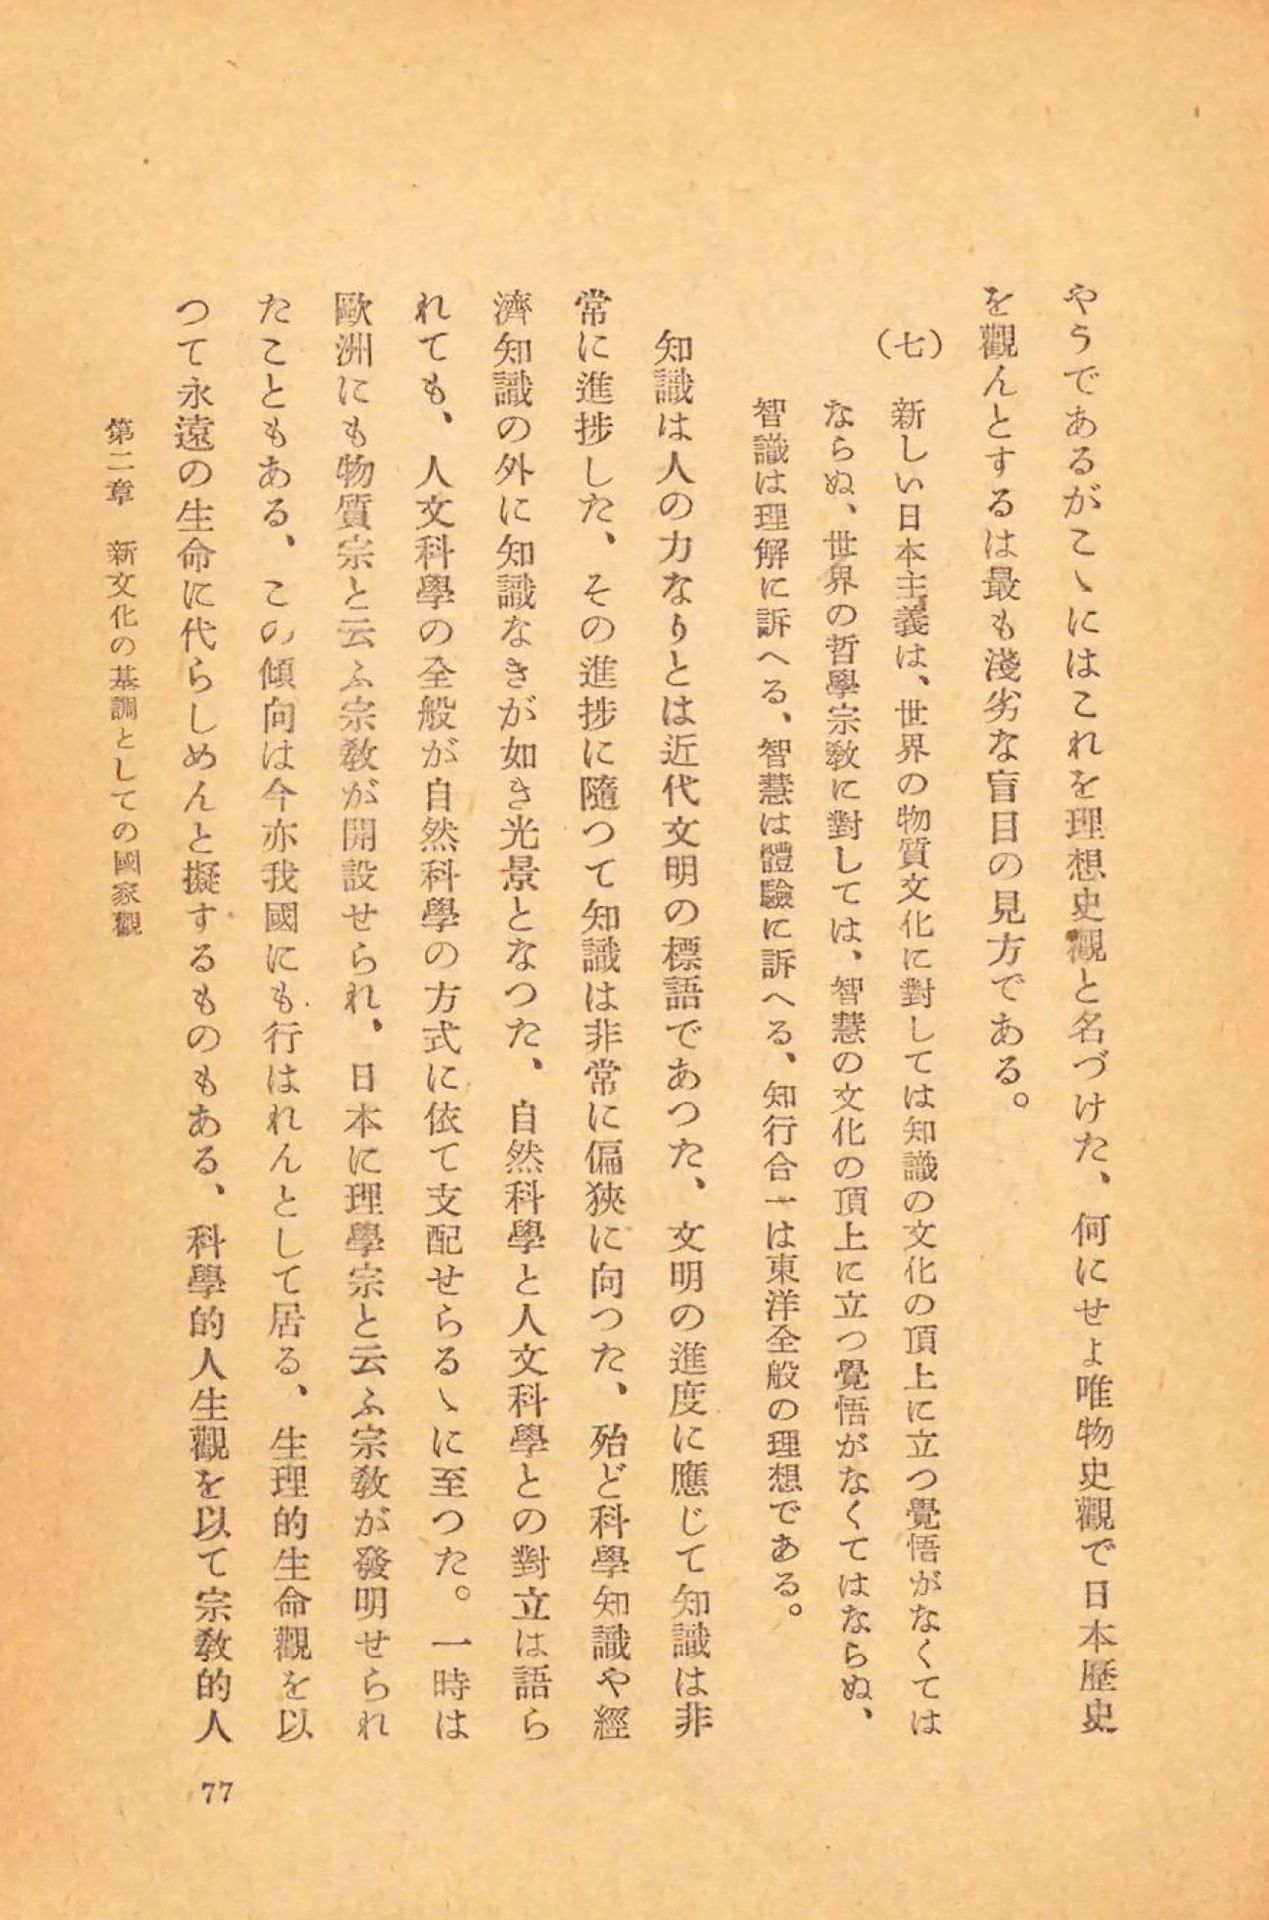 やうであるがこゝにはこれを理想史觀と名づけた、何にせよ唯物史觀で日本歷史
を觀んとするは最も淺劣な盲目の見方である。
（七）　新しい日本主義は、世界の物質文化に對しては知識の文化の頂上に立つ覺悟がなくては
ならぬ、世界の哲學宗敎に對しては、智慧の文化の頂上に立つ覺悟がなくてはならぬ、
智識は理解に訴へる、智慧は體驗に訴へる、知行合一は東洋全般の理想である。
知識は人の力なりとは近代文明の標語であつた、文明の進度に應じて知識は非
常に進捗した、その進捗に隨つて知識は非常に偏狹に向つた、殆ど科學知識や經
濟知識の外に知識なきが如き光景となつた、自然科學と人文科學との對立は語ら
れても、人文科學の全般が自然科學の方式に依て支配せらるゝに至つた。一時は
歐洲にも物質宗と云ふ宗敎が開設せられ、日本に理學宗と云ふ宗敎が發明せられ
たこともある、この傾向は今亦我國にも行はれんとして居る、生理的生命觀を以
つて永遠の生命に代らしめんと擬するものもある、科學的人生觀を以て宗敎的人
第二章　新文化の基調としての國家觀
77